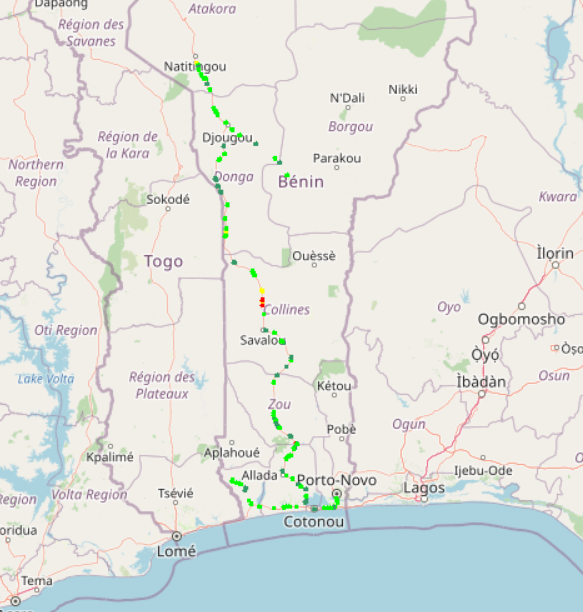 Dapaong
Atakora
Région des
Savanes
Natitingou
Nikki
N'Dali
Borgou
Région de
la Kara
Djougou
Parakou
Northern
Region
Donga
Bénin
Sokodé
Kwara
Togo
Ouèssè
Ìlorin
Collines
Oyo
Ogbomosho
Oti Region
Savalou
Ọ̀yọ́
Lake Volta
Région des
Plateaux
Kétou
Ìbàdàn
Osun
Zou
Ogun
Pobè
Aplahoué
Kpalimé
Ijebu-Ode
Allada
Porto-Novo
Lagos
Volta Region
Tsévié
Cotonou
Lomé
Tema